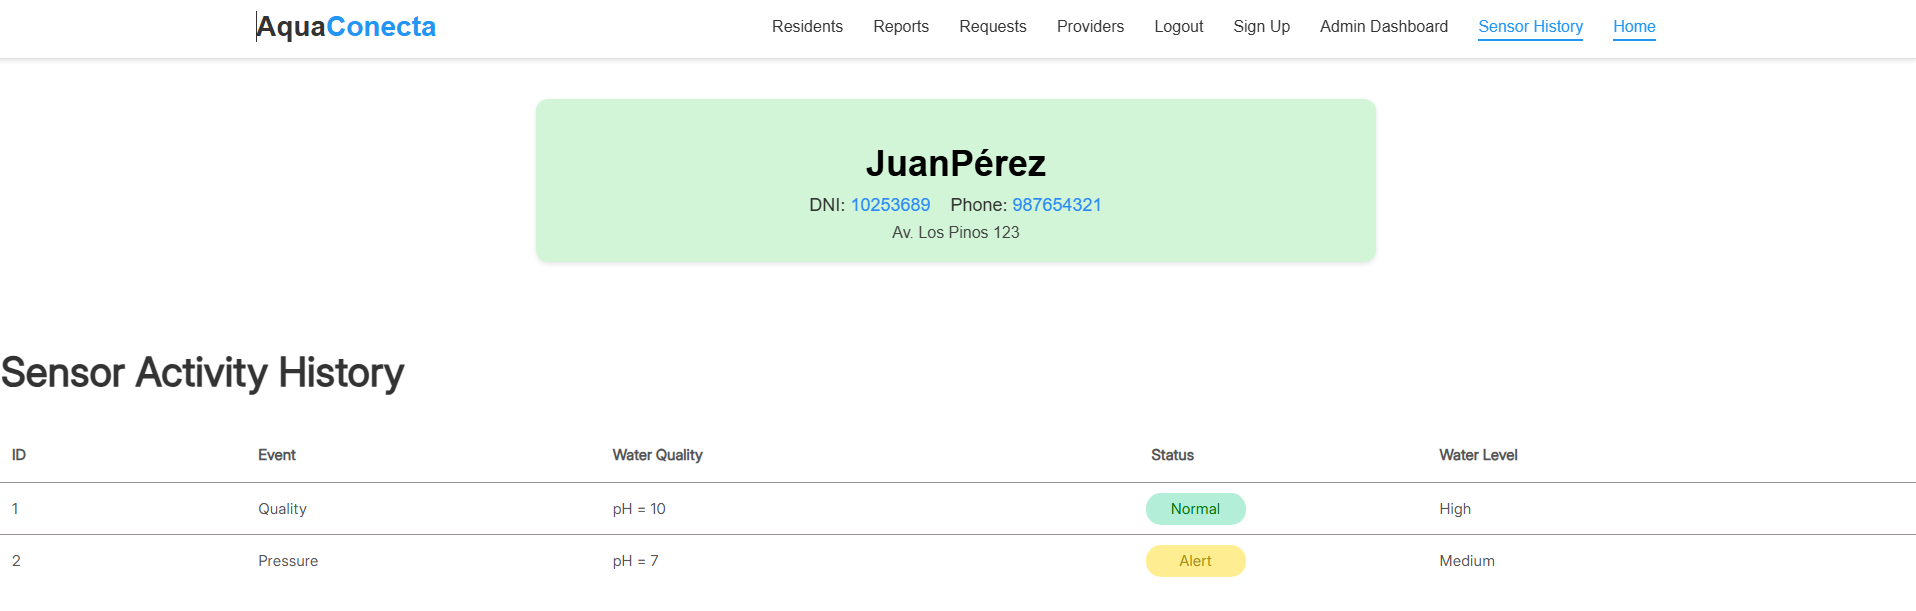 AquaConecta Residents Reports Requests Providers Logout Sign Up Admin Dashboard Sensor History Home
JuanPérez
DNI: 10253689 Phone: 987654321
Av. Los Pinos 123
Sensor Activity History
ID Event Water Quality Status Water Level
1 Quality pH = 10 Normal High
2 Pressure pH = 7 Alert Medium